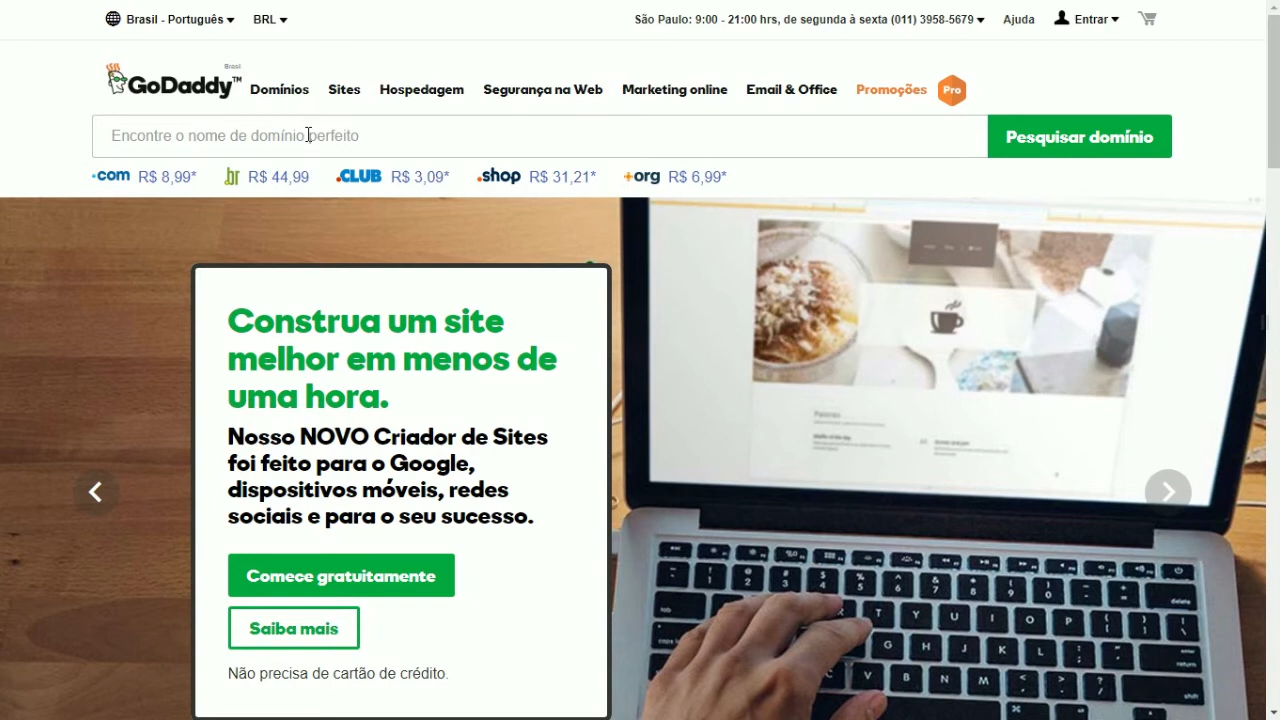 Brasil - Português BRL São Paulo: 9:00 - 21:00 hrs, de segunda à sexta (011) 3958-5679 Ajuda Entrar
Brasil
GoDaddy™ Domínios Sites Hospedagem Segurança na Web Marketing online Email & Office Promoções Pro
Encontre o nome de domínio perfeito Pesquisar domínio
.com R$ 8,99* .br R$ 44,99 .CLUB R$ 3,09* .shop R$ 31,21* +org R$ 6,99*
Construa um site
melhor em menos de
uma hora.
Nosso NOVO Criador de Sites
foi feito para o Google,
dispositivos móveis, redes
sociais e para o seu sucesso.
Comece gratuitamente
Saiba mais
Não precisa de cartão de crédito.